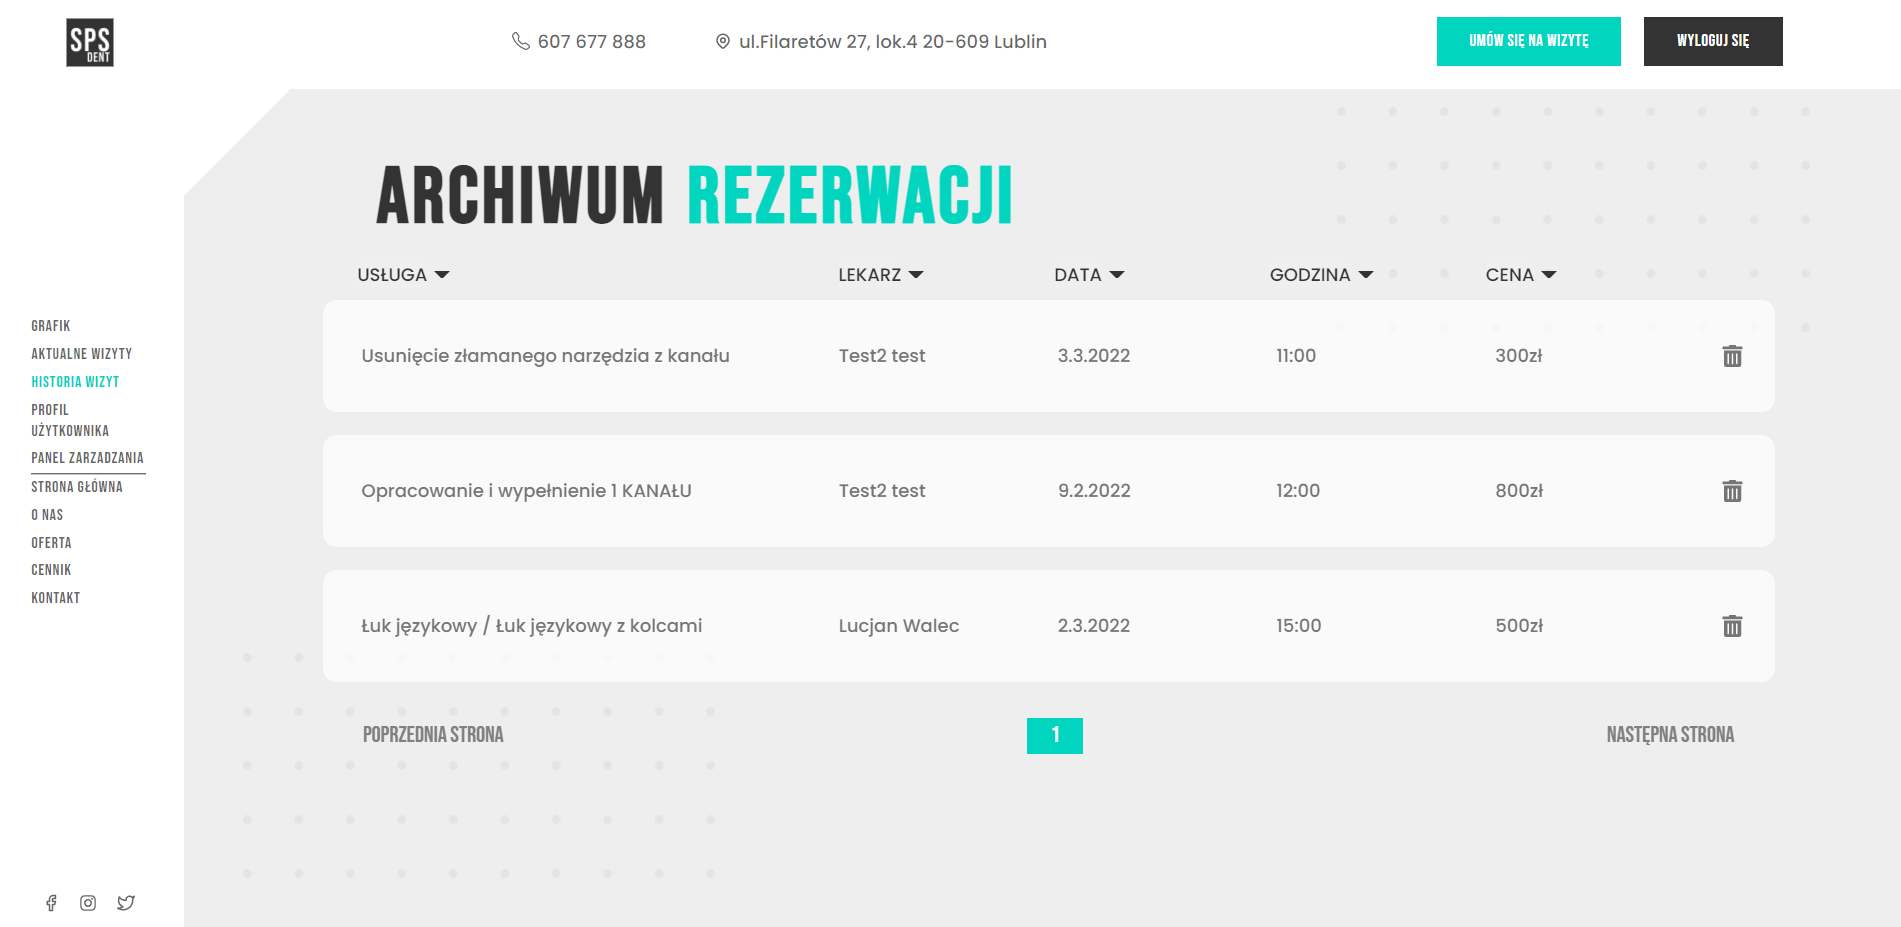 SPS
DENT
607 677 888
ul.Filaretów 27, lok.4 20-609 Lublin
UMÓW SIĘ NA WIZYTĘ
WYLOGUJ SIĘ
GRAFIK
AKTUALNE WIZYTY
HISTORIA WIZYT
PROFIL
UŻYTKOWNIKA
PANEL ZARZADZANIA
STRONA GŁÓWNA
O NAS
OFERTA
CENNIK
KONTAKT
ARCHIWUM REZERWACJI
USŁUGA LEKARZ DATA GODZINA CENA
Usunięcie złamanego narzędzia z kanału Test2 test 3.3.2022 11:00 300zł
Opracowanie i wypełnienie 1 KANAŁU Test2 test 9.2.2022 12:00 800zł
Łuk językowy / Łuk językowy z kolcami Lucjan Walec 2.3.2022 15:00 500zł
POPRZEDNIA STRONA 1 NASTĘPNA STRONA